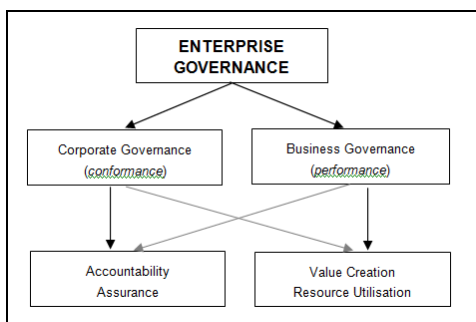 ENTERPRISE
GOVERNANCE
Corporate Governance
(conformance)
Business Governance
(performance)
Accountability
Assurance
Value Creation
Resource Utilisation